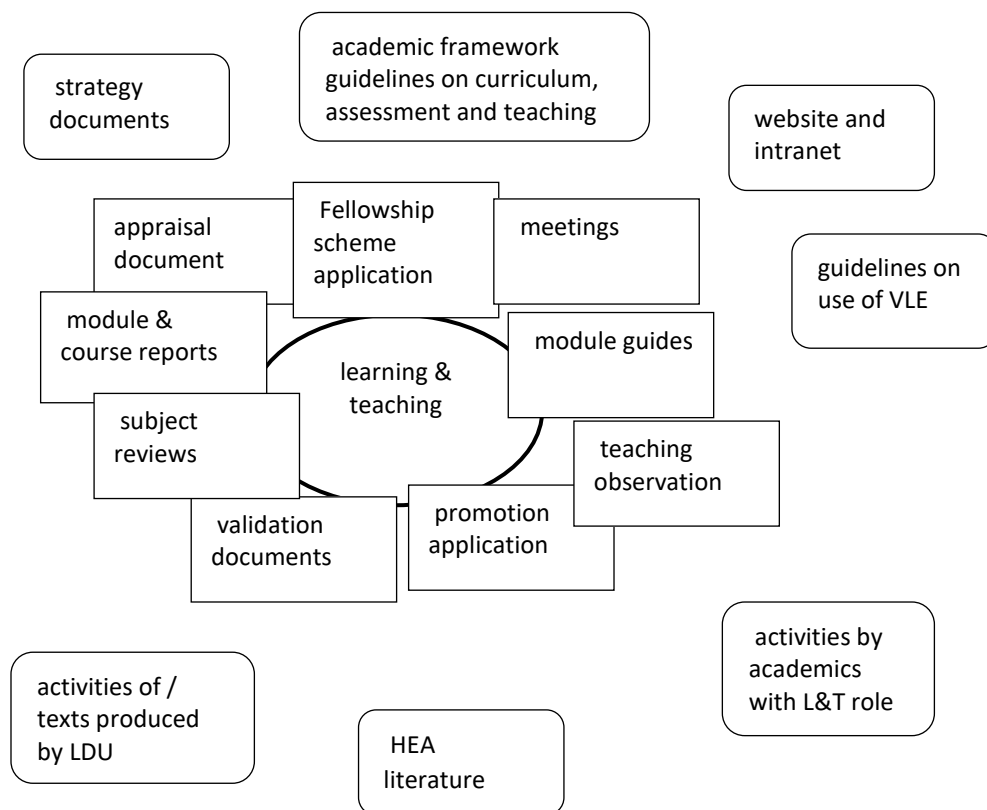 academic framework
guidelines on curriculum,
assessment and teaching
strategy
documents
website and
intranet
Fellowship
scheme
application
appraisal
document
meetings
guidelines on
use of VLE
module &
course reports
module guides
learning &
teaching
subject
reviews
teaching
observation
validation
documents
promotion
application
activities by
academics
with L&T role
activities of /
texts produced
by LDU
HEA
literature